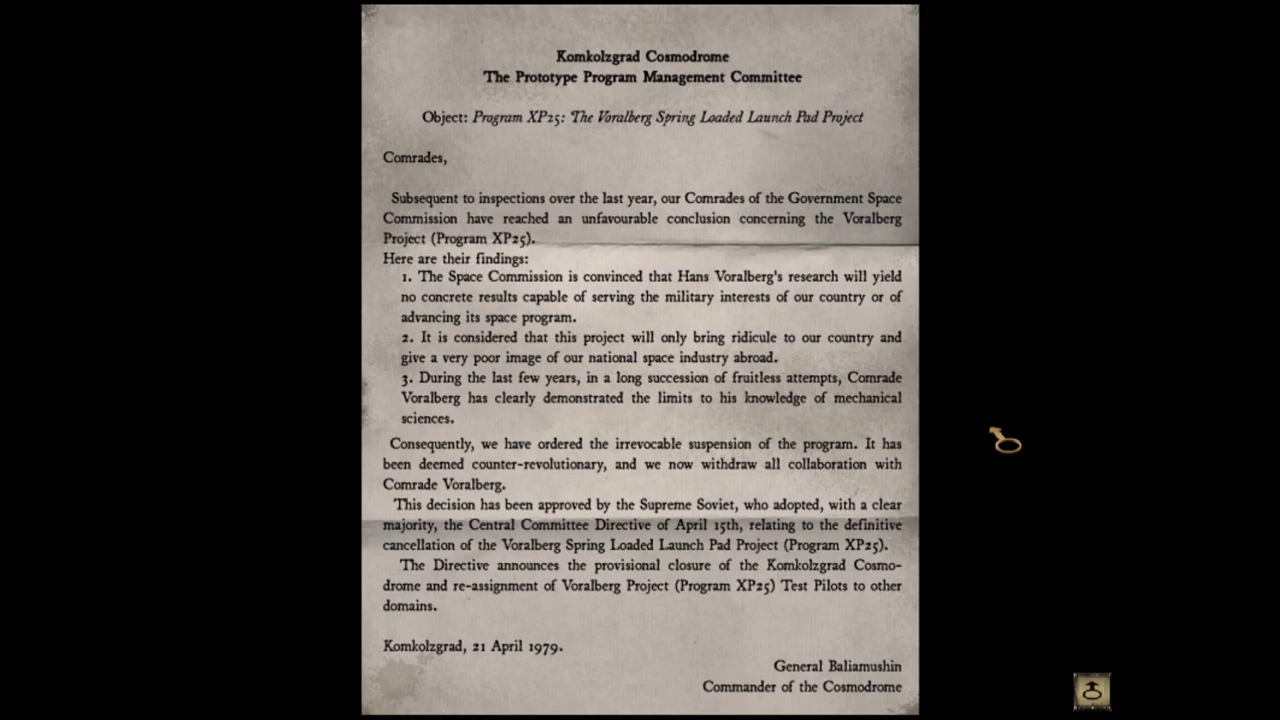 Komkolzgrad Cosmodrome
The Prototype Program Management Committee
Object: Program XP25: The Voralberg Spring Loaded Launch Pad Project
Comrades,
Subsequent to inspections over the last year, our Comrades of the Government Space
Commission have reached an unfavourable conclusion concerning the Voralberg
Project (Program XP25).
Here are their findings:
1. The Space Commission is convinced that Hans Voralberg's research will yield
no concrete results capable of serving the military interests of our country or of
advancing its space program.
2. It is considered that this project will only bring ridicule to our country and
give a very poor image of our national space industry abroad.
3. During the last few years, in a long succession of fruitless attempts, Comrade
Voralberg has clearly demonstrated the limits to his knowledge of mechanical
sciences.
Consequently, we have ordered the irrevocable suspension of the program. It has
been deemed counter-revolutionary, and we now withdraw all collaboration with
Comrade Voralberg.
This decision has been approved by the Supreme Soviet, who adopted, with a clear
majority, the Central Committee Directive of April 15th, relating to the definitive
cancellation of the Voralberg Spring Loaded Launch Pad Project (Program XP25).
The Directive announces the provisional closure of the Komkolzgrad Cosmo-
drome and re-assignment of Voralberg Project (Program XP25) Test Pilots to other
domains.
Komkolzgrad, 21 April 1979.
General Baliamushin
Commander of the Cosmodrome